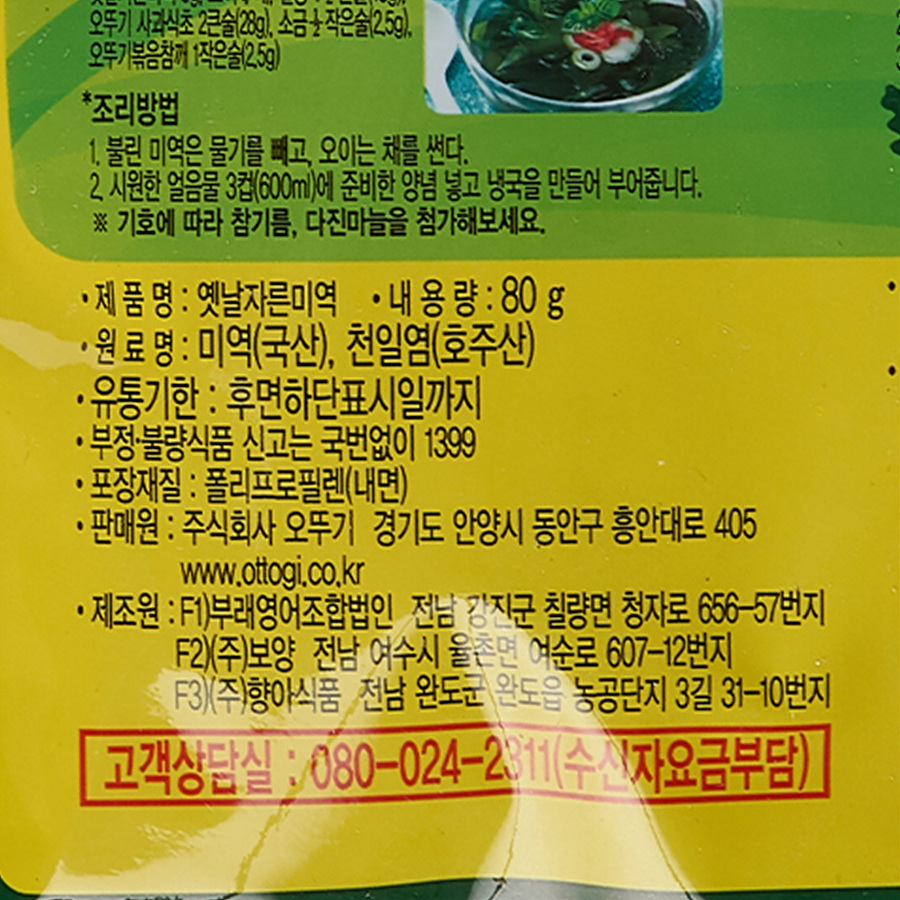 오뚜기 사과식초 2큰술(28g), 소금 ½ 작은술(2.5g),
오뚜기볶음참깨 1작은술(2.5g)
*조리방법
1. 불린 미역은 물기를 빼고, 오이는 채를 썬다.
2. 시원한 얼음물 3컵(600ml)에 준비한 양념 넣고 냉국을 만들어 부어줍니다.
※ 기호에 따라 참기름, 다진마늘을 첨가해보세요.
•제 품 명 : 옛날자른미역 •내 용 량 : 80 g
•원 료 명 : 미역(국산), 천일염(호주산)
•유통기한 : 후면하단표시일까지
•부정·불량식품 신고는 국번없이 1399
•포장재질 : 폴리프로필렌(내면)
•판매원 : 주식회사 오뚜기 경기도 안양시 동안구 흥안대로 405
www.ottogi.co.kr
•제조원 : F1)부래영어조합법인 전남 강진군 칠량면 청자로 656-57번지
F2)(주)보양 전남 여수시 율촌면 여순로 607-12번지
F3)(주)향아식품 전남 완도군 완도읍 농공단지 3길 31-10번지
고객상담실 : 080-024-2311(수신자요금부담)